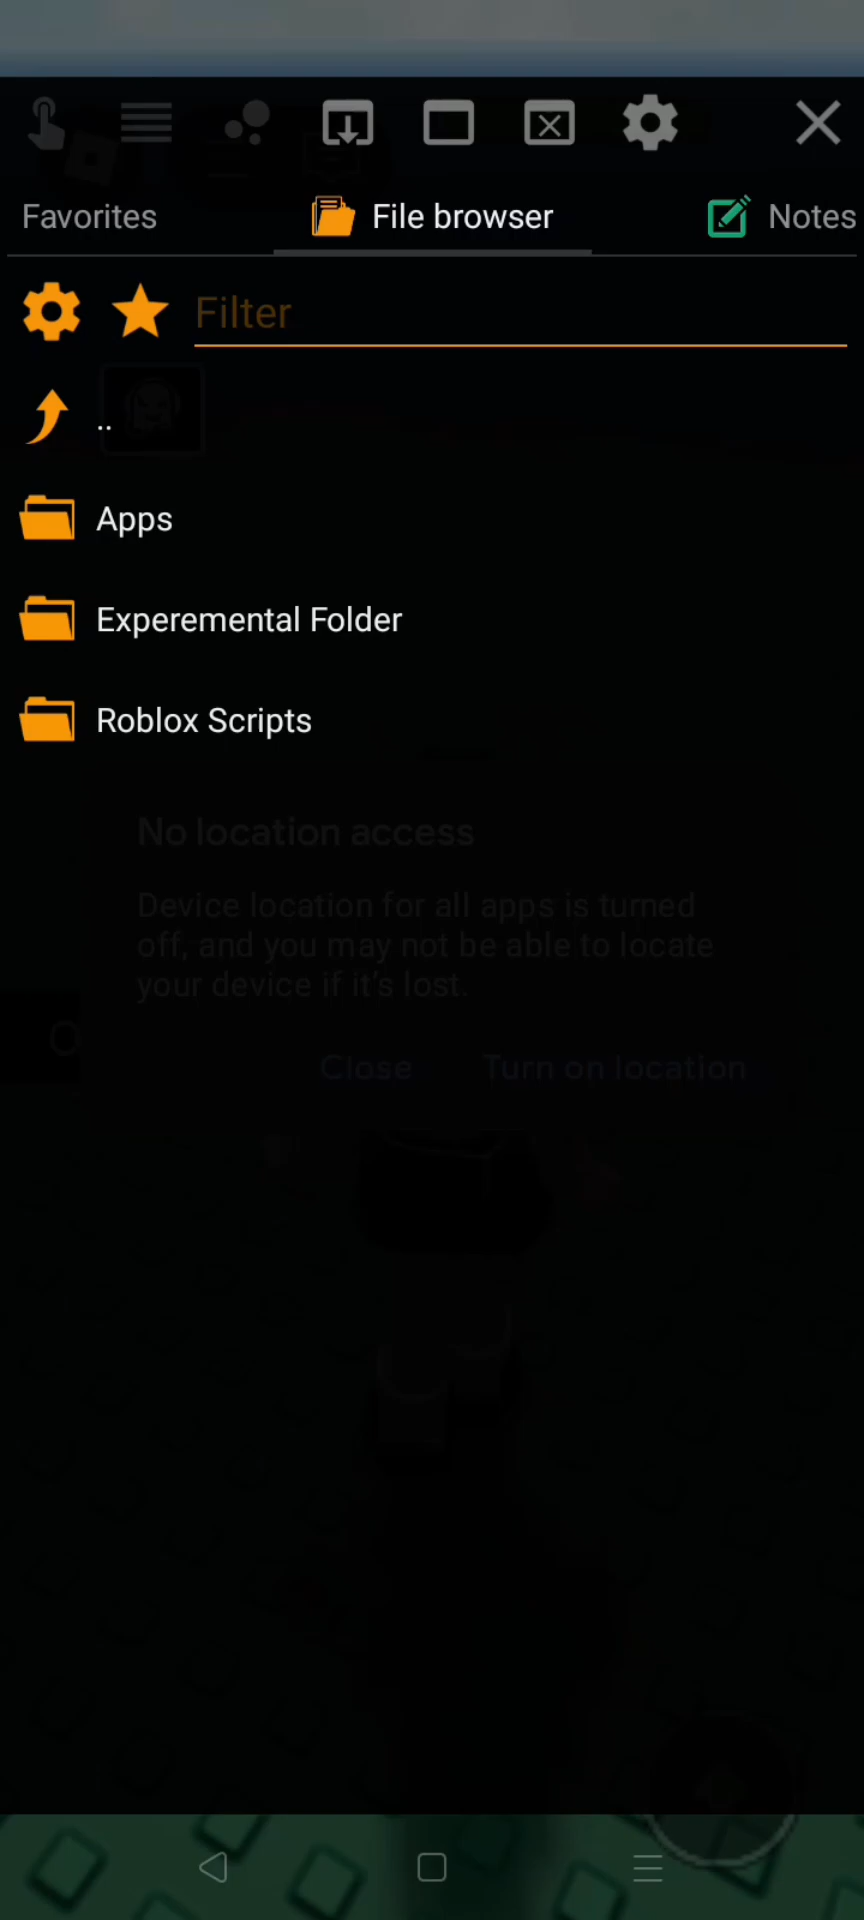 Favorites
File browser
Notes
Filter
..
Apps
Experemental Folder
Roblox Scripts
No location access
Device location for all apps is turned
off, and you may not be able to locate
your device if it's lost.
Close
Turn on location